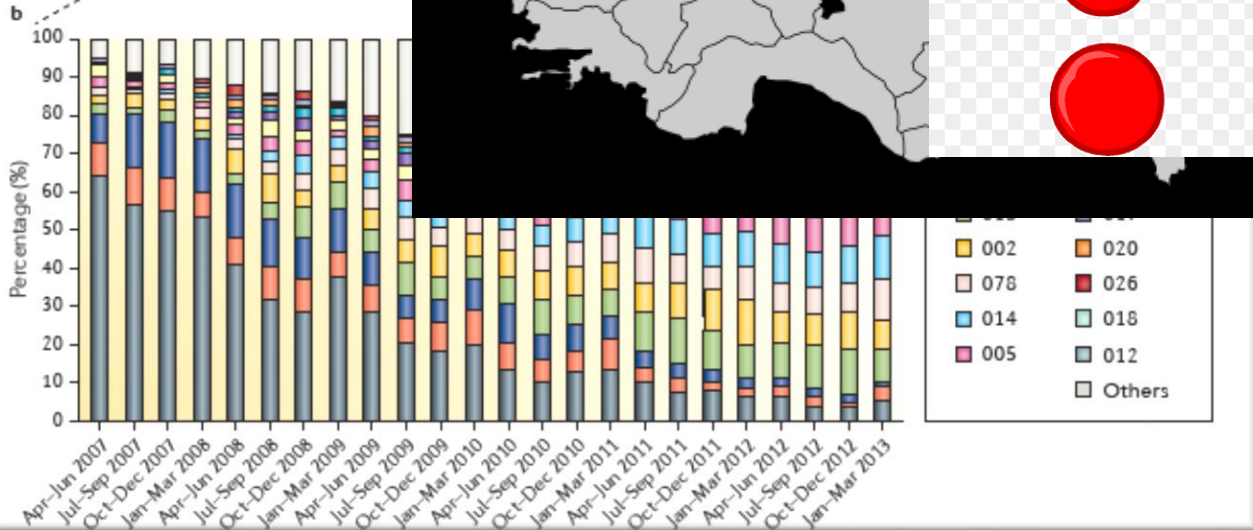 b
100
90
80
70
60
50
40
30
20
10
0
Percentage (%)
Apr–Jun 2007
Jul–Sep 2007
Oct–Dec 2007
Jan–Mar 2008
Apr–Jun 2008
Jul–Sep 2008
Oct–Dec 2008
Jan–Mar 2009
Apr–Jun 2009
Jul–Sep 2009
Oct–Dec 2009
Jan–Mar 2010
Apr–Jun 2010
Jul–Sep 2010
Oct–Dec 2010
Jan–Mar 2011
Apr–Jun 2011
Jul–Sep 2011
Oct–Dec 2011
Jan–Mar 2012
Apr–Jun 2012
Jul–Sep 2012
Oct–Dec 2012
Jan–Mar 2013
002 020
078 026
014 018
005 012
Others